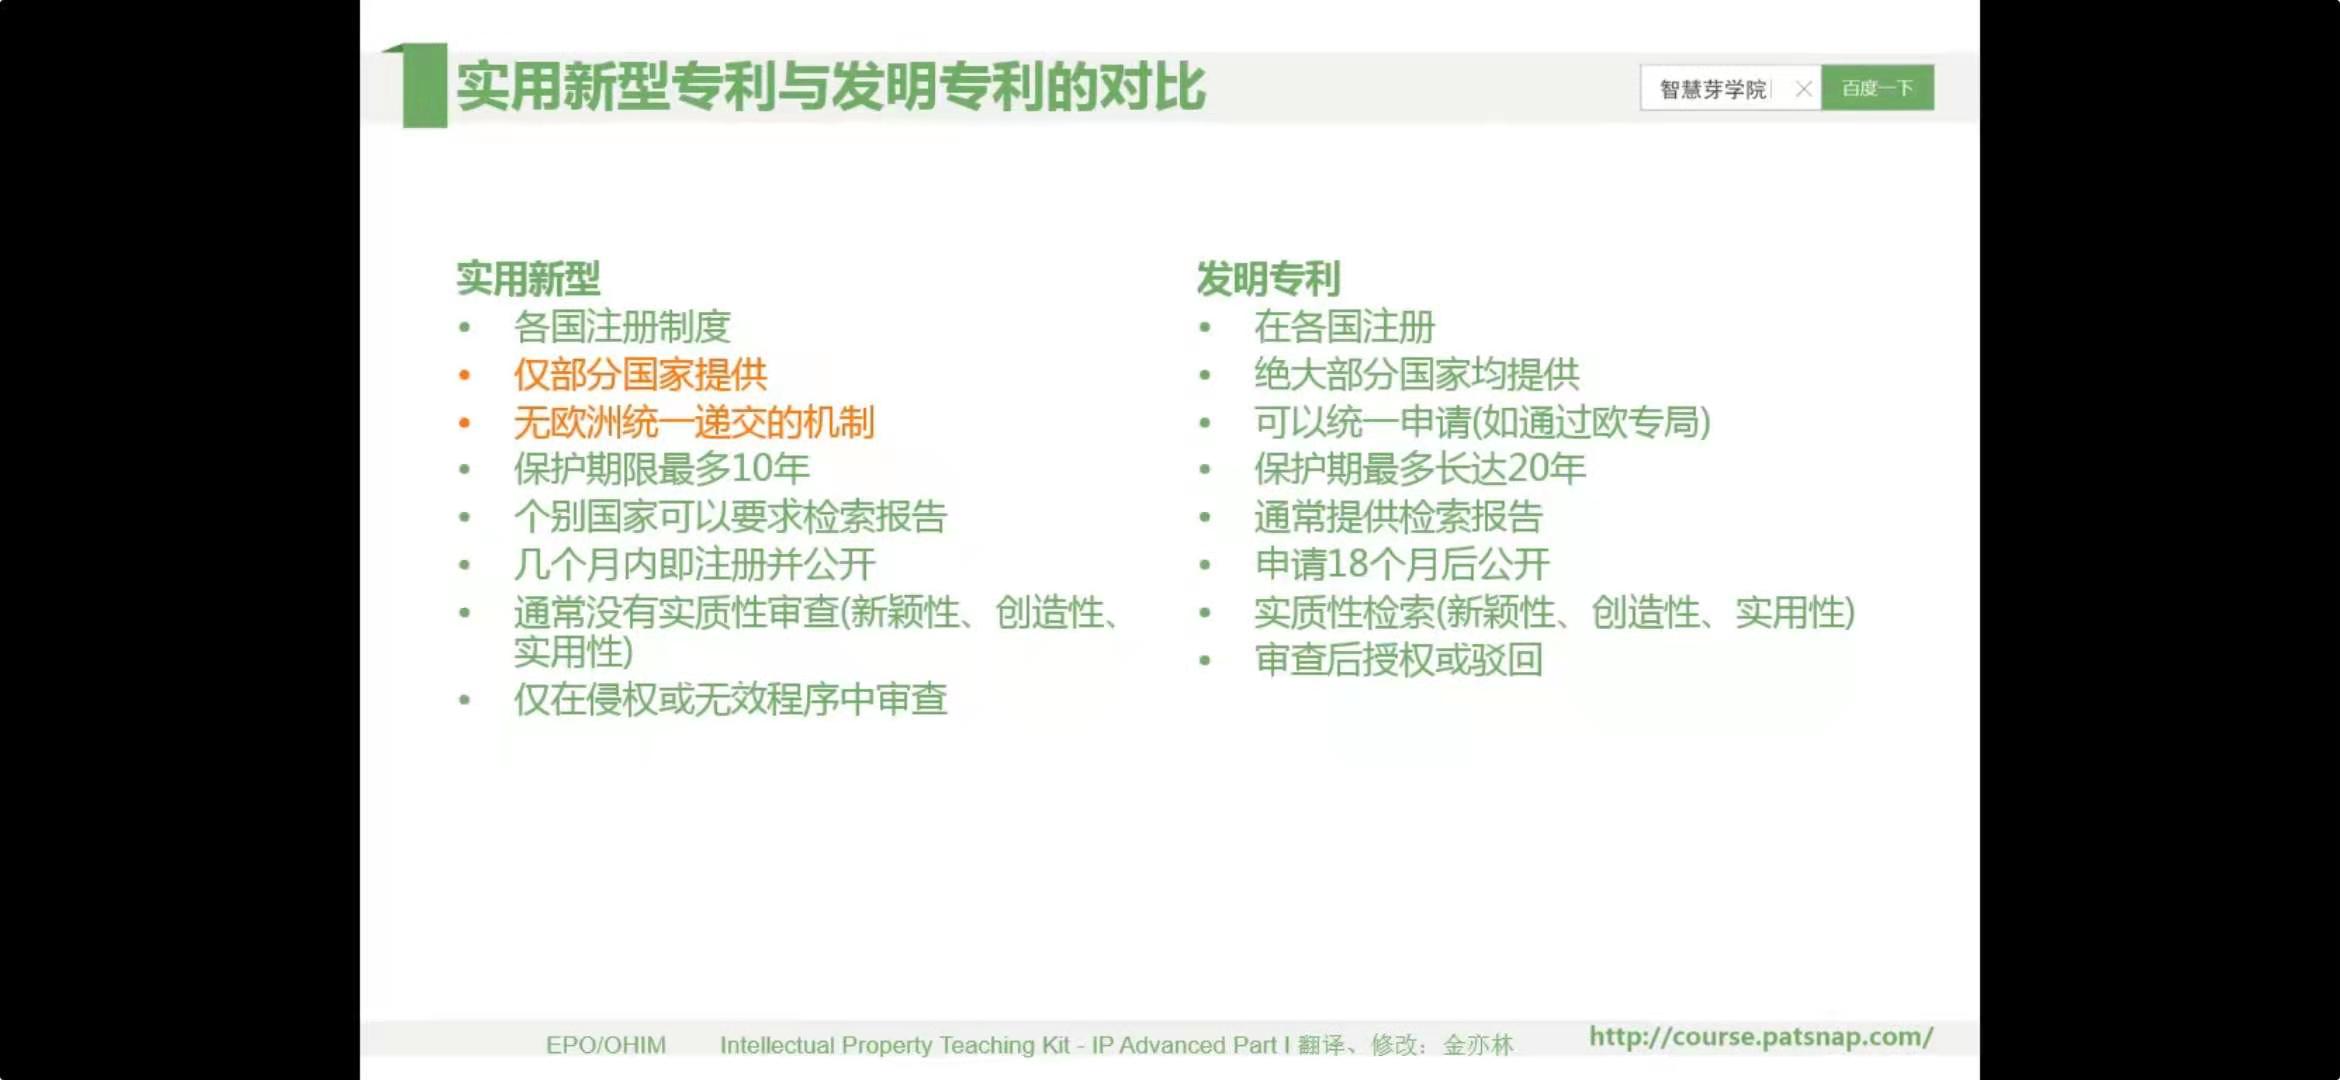 实用新型专利与发明专利的对比
智慧芽学院
百度一下
实用新型
• 各国注册制度
• 仅部分国家提供
• 无欧洲统一递交的机制
• 保护期限最多10年
• 个别国家可以要求检索报告
• 几个月内即注册并公开
• 通常没有实质性审查(新颖性、创造性、
实用性)
• 仅在侵权或无效程序中审查
发明专利
• 在各国注册
• 绝大部分国家均提供
• 可以统一申请(如通过欧专局)
• 保护期最多长达20年
• 通常提供检索报告
• 申请18个月后公开
• 实质性检索(新颖性、创造性、实用性)
• 审查后授权或驳回
EPO/OHIM Intellectual Property Teaching Kit - IP Advanced Part I 翻译、修改：金亦林
http://course.patsnap.com/